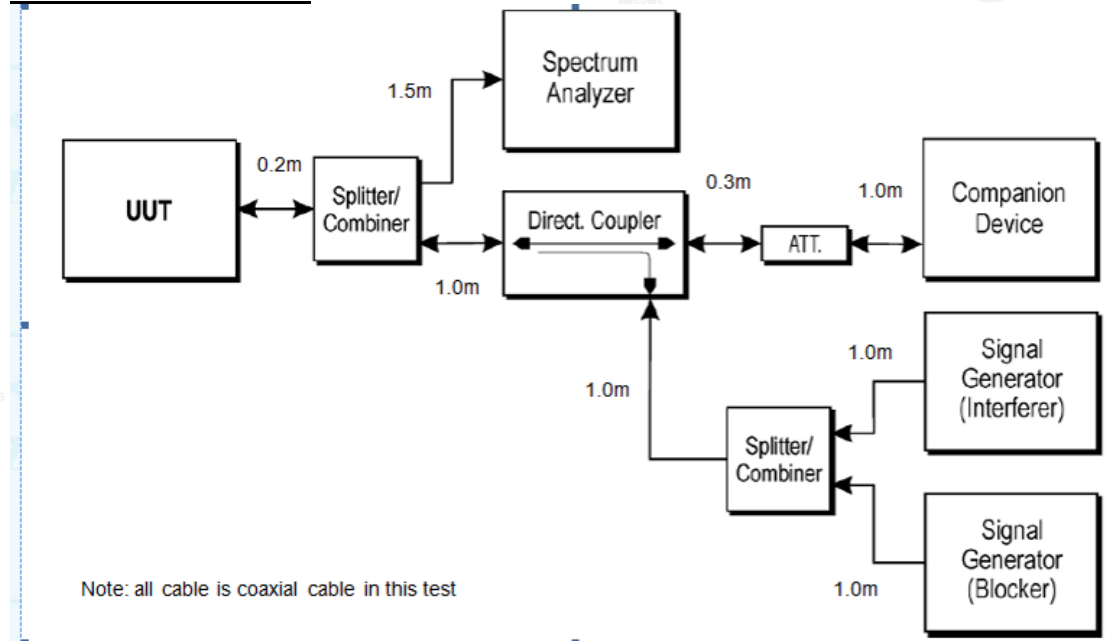 Spectrum
Analyzer
1.5m
UUT
0.2m
Splitter/
Combiner
1.0m
Direct. Coupler
0.3m
ATT.
1.0m
Companion
Device
1.0m
Splitter/
Combiner
1.0m
Signal
Generator
(Interferer)
1.0m
Signal
Generator
(Blocker)
Note: all cable is coaxial cable in this test